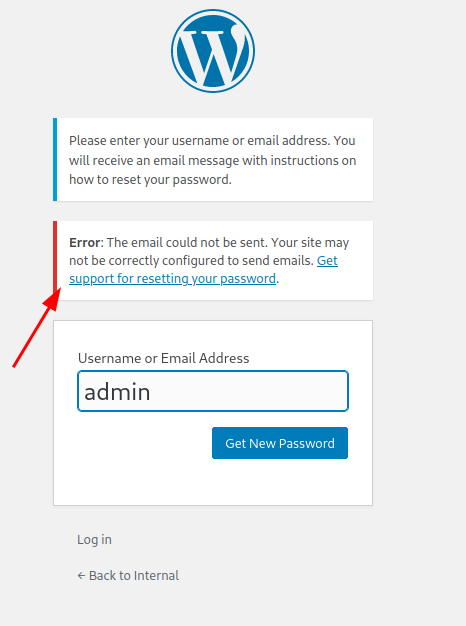 Please enter your username or email address. You
will receive an email message with instructions on
how to reset your password.
Error: The email could not be sent. Your site may
not be correctly configured to send emails. Get
support for resetting your password.
Username or Email Address
admin
Get New Password
Log in
← Back to Internal